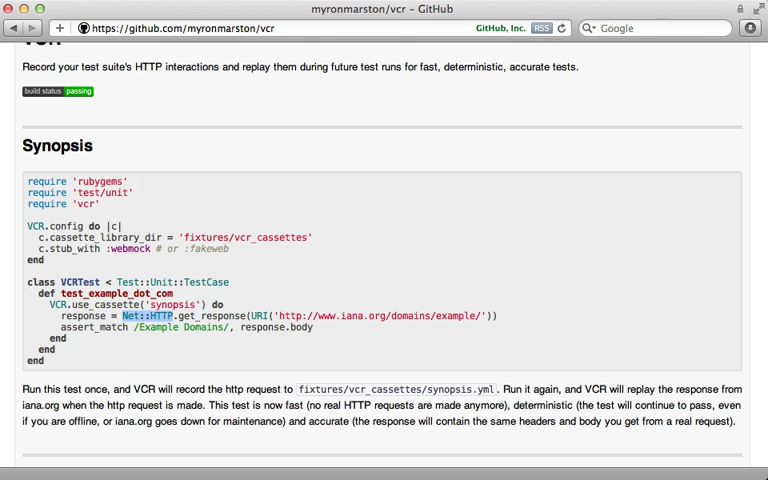 myronmarston/vcr – GitHub
https://github.com/myronmarston/vcr GitHub, Inc. RSS Google
VCR
Record your test suite's HTTP interactions and replay them during future test runs for fast, deterministic, accurate tests.
build status passing
Synopsis
require 'rubygems'
require 'test/unit'
require 'vcr'
VCR.config do |c|
c.cassette_library_dir = 'fixtures/vcr_cassettes'
c.stub_with :webmock # or :fakeweb
end
class VCRTest < Test::Unit::TestCase
def test_example_dot_com
VCR.use_cassette('synopsis') do
response = Net::HTTP.get_response(URI('http://www.iana.org/domains/example/'))
assert_match /Example Domains/, response.body
end
end
end
Run this test once, and VCR will record the http request to fixtures/vcr_cassettes/synopsis.yml. Run it again, and VCR will replay the response from
iana.org when the http request is made. This test is now fast (no real HTTP requests are made anymore), deterministic (the test will continue to pass, even
if you are offline, or iana.org goes down for maintenance) and accurate (the response will contain the same headers and body you get from a real request).